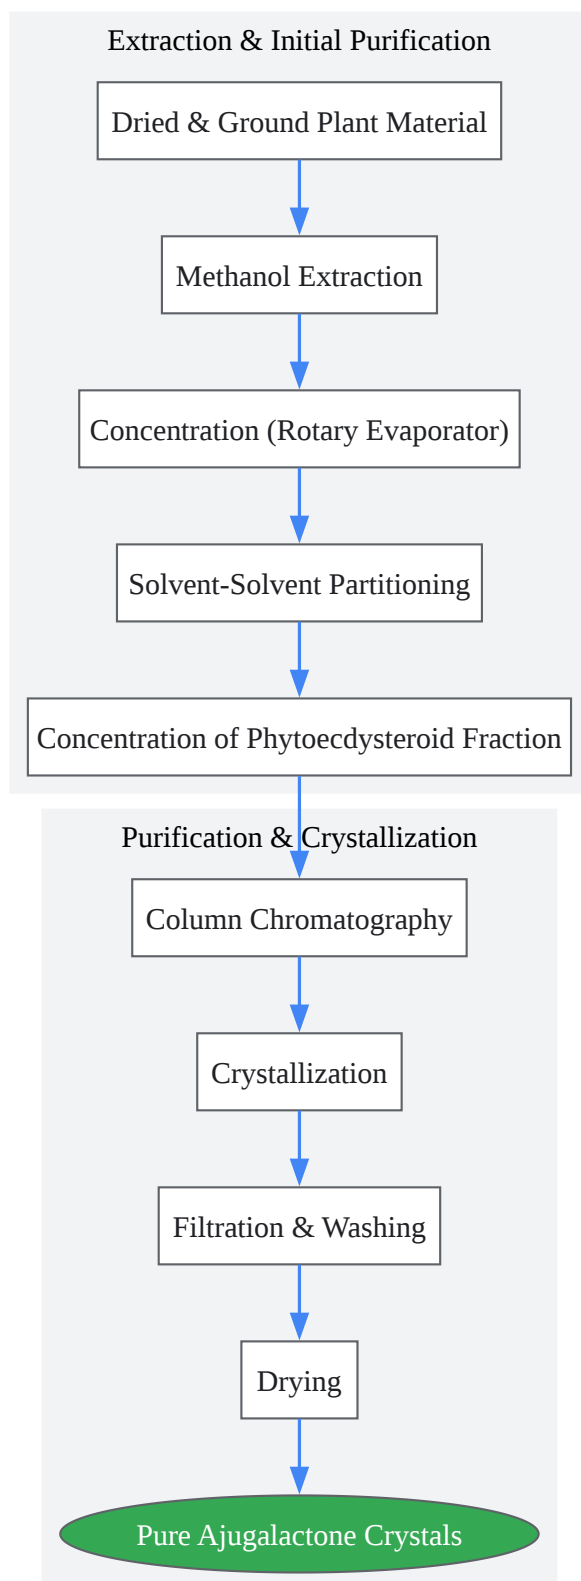 Extraction & Initial Purification
Dried & Ground Plant Material
Methanol Extraction
Concentration (Rotary Evaporator)
Solvent-Solvent Partitioning
Concentration of Phytoecdysteroid Fraction
Purification & Crystallization
Column Chromatography
Crystallization
Filtration & Washing
Drying
Pure Ajugalactone Crystals